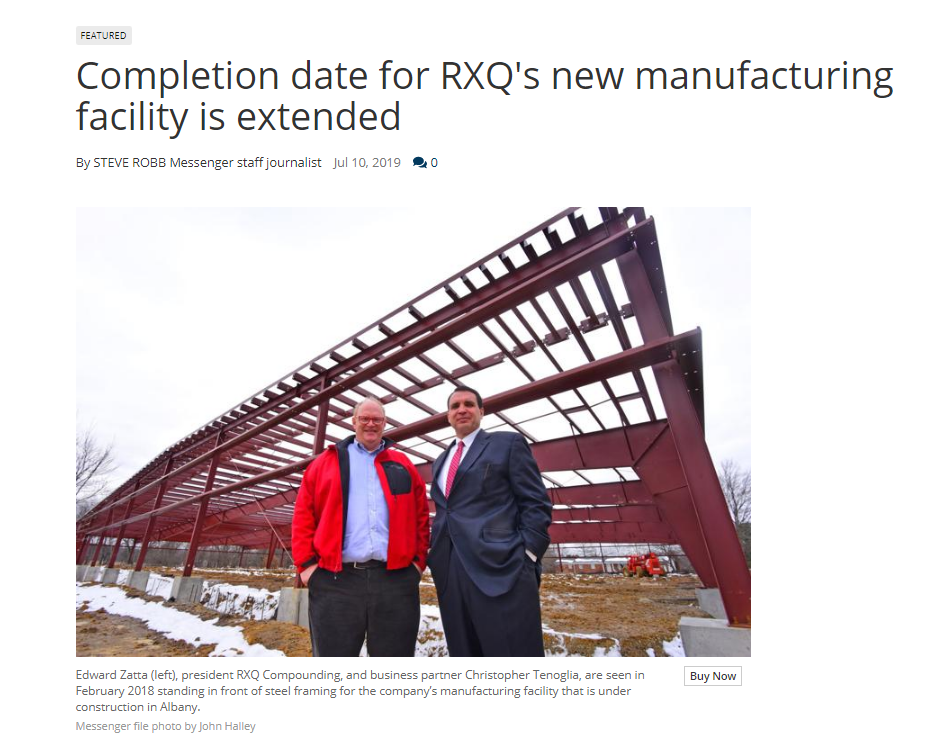 FEATURED
Completion date for RXQ's new manufacturing
facility is extended
By STEVE ROBB Messenger staff journalist Jul 10, 2019 0
Edward Zatta (left), president RXQ Compounding, and business partner Christopher Tenoglia, are seen in
February 2018 standing in front of steel framing for the company's manufacturing facility that is under
construction in Albany.
Buy Now
Messenger file photo by John Halley